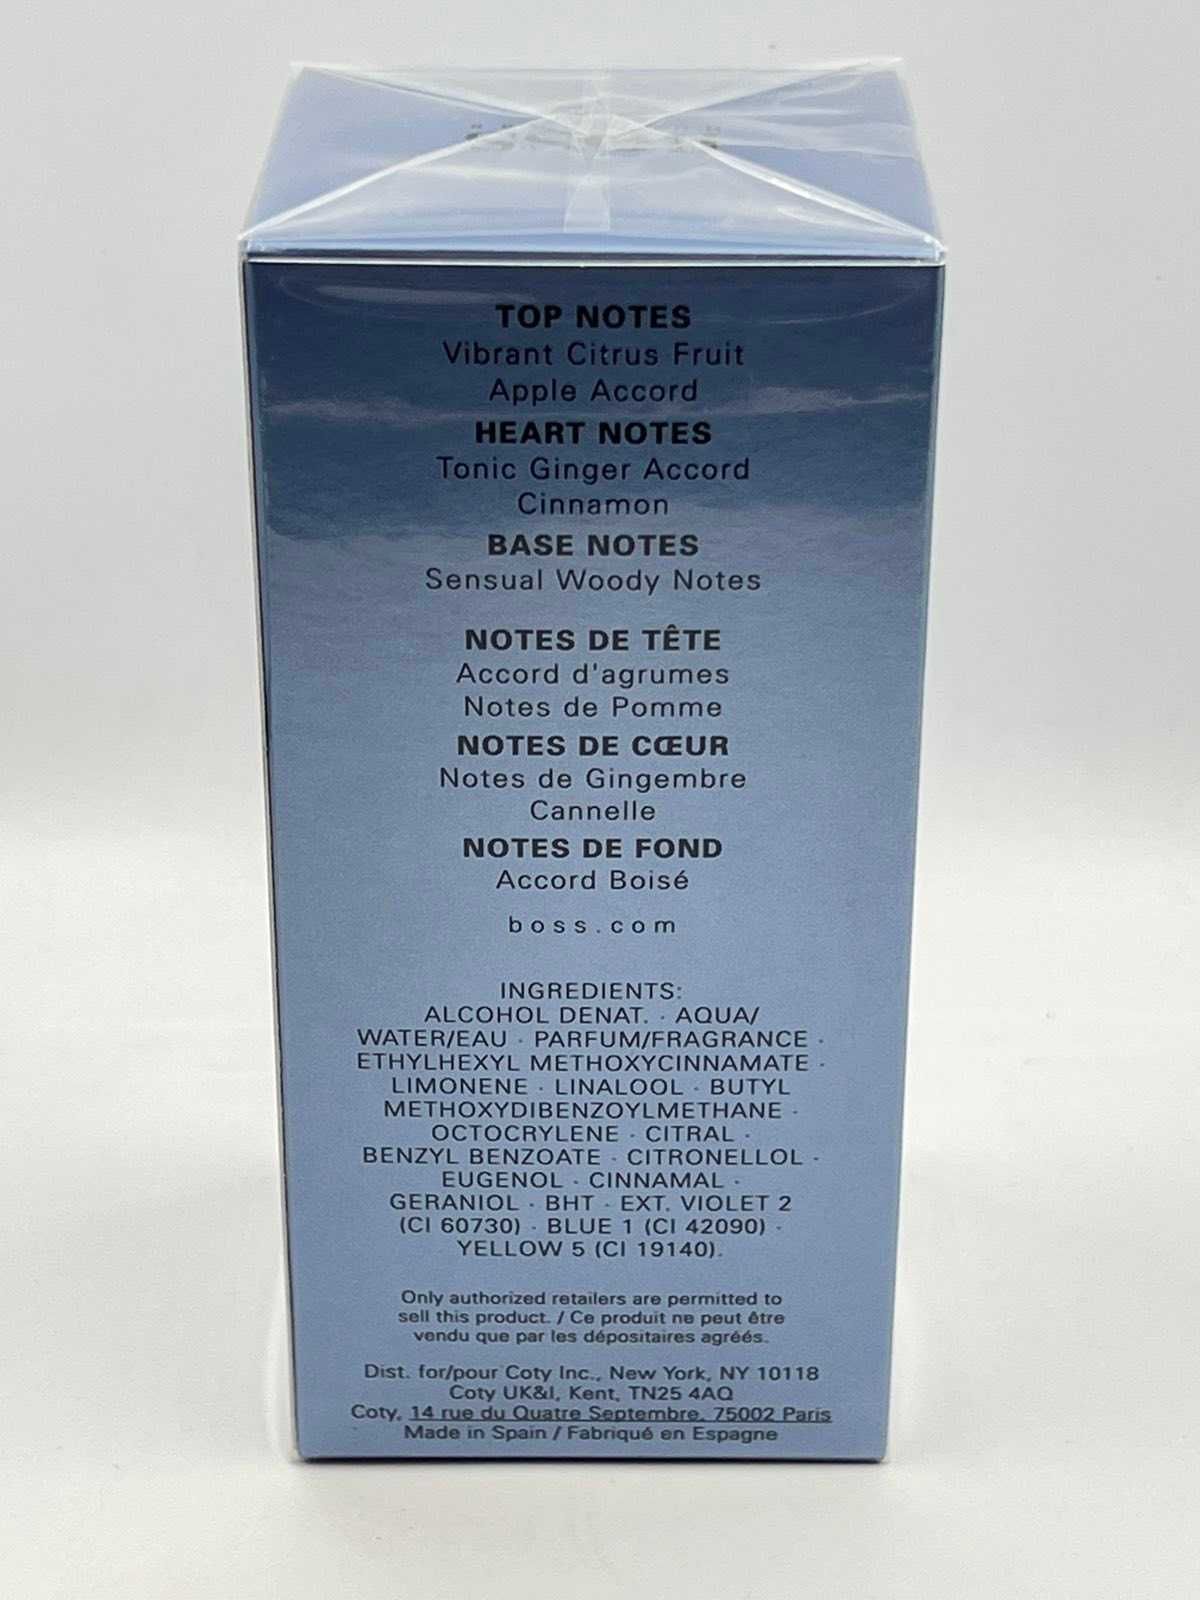 TOP NOTES
Vibrant Citrus Fruit
Apple Accord
HEART NOTES
Tonic Ginger Accord
Cinnamon
BASE NOTES
Sensual Woody Notes
NOTES DE TÊTE
Accord d'agrumes
Notes de Pomme
NOTES DE CŒUR
Notes de Gingembre
Cannelle
NOTES DE FOND
Accord Boisé
boss.com
INGREDIENTS:
ALCOHOL DENAT. · AQUA/
WATER/EAU · PARFUM/FRAGRANCE ·
ETHYLHEXYL METHOXYCINNAMATE ·
LIMONENE · LINALOOL · BUTYL
METHOXYDIBENZOYLMETHANE ·
OCTOCRYLENE · CITRAL ·
BENZYL BENZOATE · CITRONELLOL ·
EUGENOL · CINNAMAL ·
GERANIOL · BHT · EXT. VIOLET 2
(CI 60730) · BLUE 1 (CI 42090) ·
YELLOW 5 (CI 19140).
Only authorized retailers are permitted to
sell this product. / Ce produit ne peut être
vendu que par les dépositaires agréés.
Dist. for/pour Coty Inc., New York, NY 10118
Coty UK&I, Kent, TN25 4AQ
Coty, 14 rue du Quatre Septembre, 75002 Paris
Made in Spain / Fabriqué en Espagne